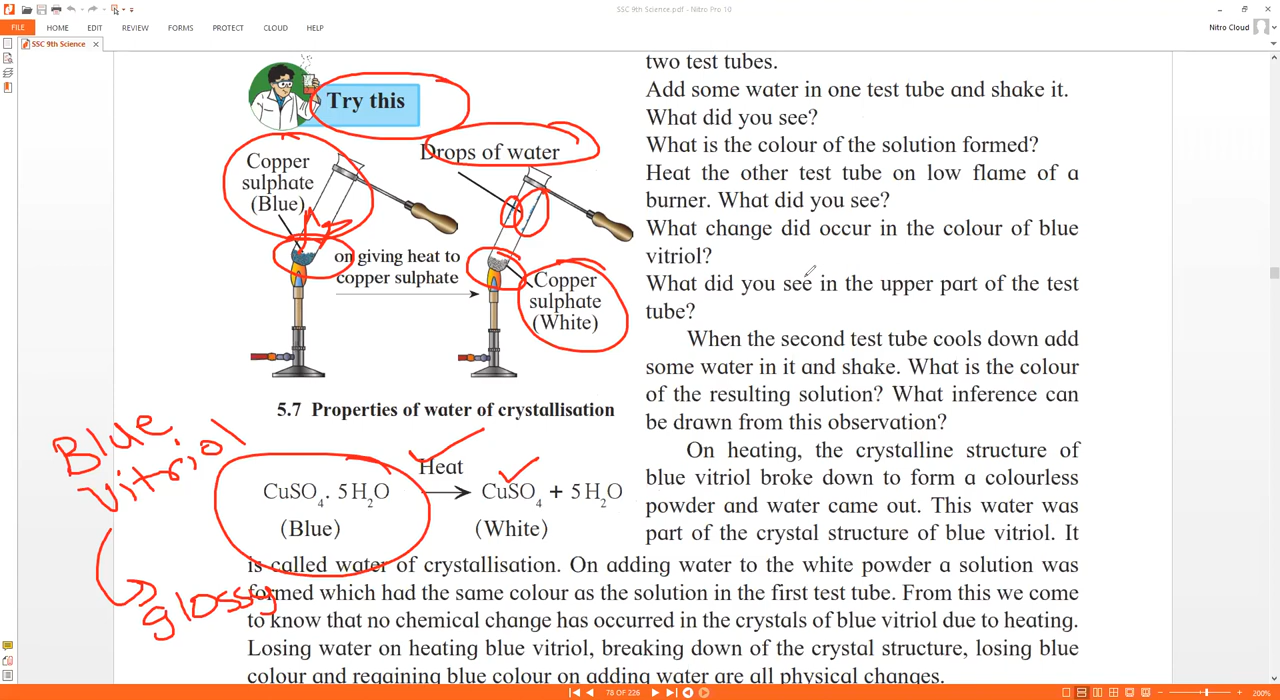 SSC 9th Science.pdf - Nitro Pro 10
FILE HOME EDIT REVIEW FORMS PROTECT CLOUD HELP
Nitro Cloud
SSC 9th Science
Try this
Copper
sulphate
(Blue)
Drops of water
on giving heat to
copper sulphate
Copper
sulphate
(White)
5.7 Properties of water of crystallisation
Blue
vitriol
glossy
Heat
CuSO4 . 5H2O → CuSO4 + 5H2O
(Blue) (White)
two test tubes.
Add some water in one test tube and shake it.
What did you see?
What is the colour of the solution formed?
Heat the other test tube on low flame of a
burner. What did you see?
What change did occur in the colour of blue
vitriol?
What did you see in the upper part of the test
tube?
When the second test tube cools down add
some water in it and shake. What is the colour
of the resulting solution? What inference can
be drawn from this observation?
On heating, the crystalline structure of
blue vitriol broke down to form a colourless
powder and water came out. This water was
part of the crystal structure of blue vitriol. It
is called water of crystallisation. On adding water to the white powder a solution was
formed which had the same colour as the solution in the first test tube. From this we come
to know that no chemical change has occurred in the crystals of blue vitriol due to heating.
Losing water on heating blue vitriol, breaking down of the crystal structure, losing blue
colour and regaining blue colour on adding water are all physical changes.
78 OF 226
200%